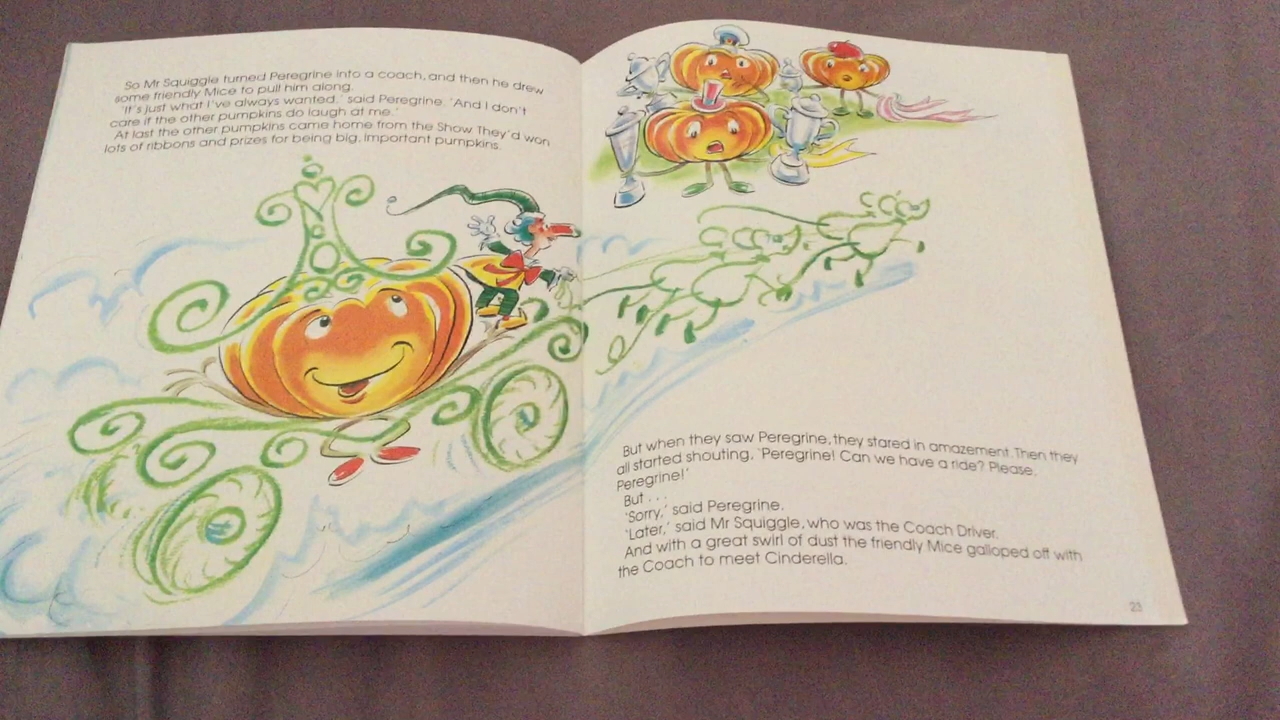 So Mr Squiggle turned Peregrine into a coach, and then he drew
some friendly Mice to pull him along.
'It's just what I've always wanted,' said Peregrine. 'And I don't
care if the other pumpkins do laugh at me.'
At last the other pumpkins came home from the Show. They'd won
lots of ribbons and prizes for being big, important pumpkins.
But when they saw Peregrine, they stared in amazement. Then they
all started shouting, 'Peregrine! Can we have a ride? Please,
Peregrine!'
But . . .
'Sorry,' said Peregrine.
'Later,' said Mr Squiggle, who was the Coach Driver.
And with a great swirl of dust the friendly Mice galloped off with
the Coach to meet Cinderella.
23